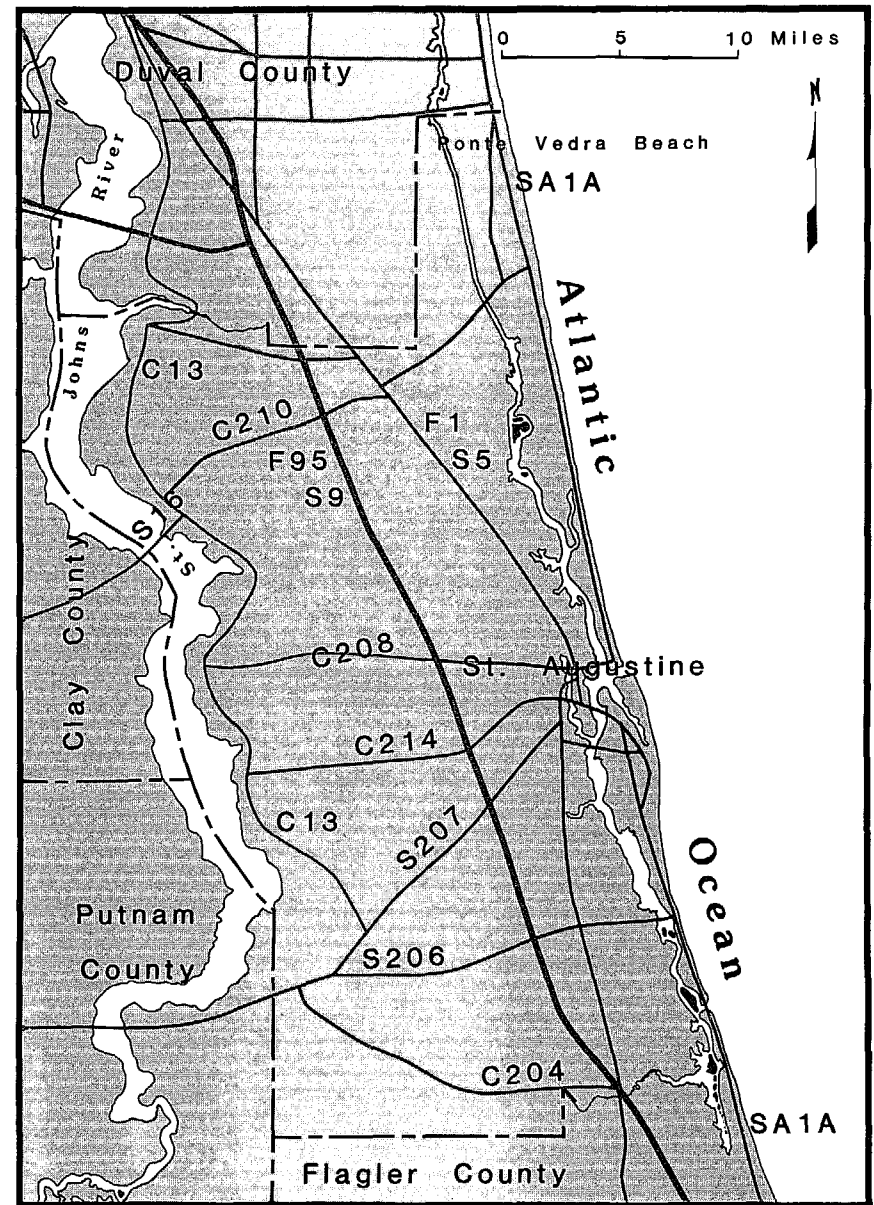 0 5 10 Miles
Duval County
N
Ponte Vedra Beach
SA1A
River
Johns
St.
Atlantic
C13
C210
F1
S5
F95
S9
S16
Clay County
C208
St. Augustine
C214
C13
S207
Ocean
Putnam
County
S206
C204
SA1A
Flagler County